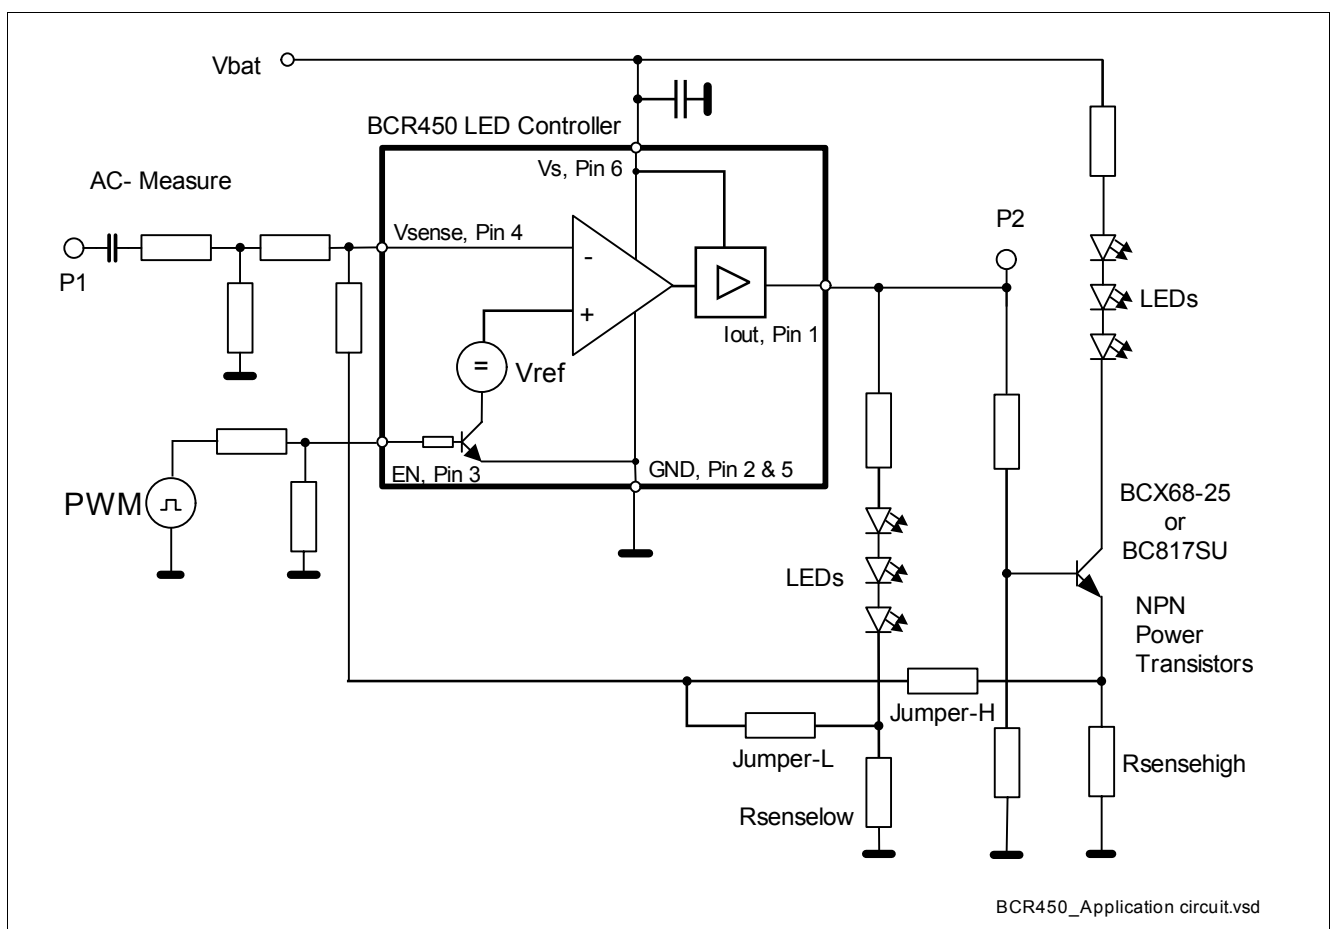 Vbat
BCR450 LED Controller
Vs, Pin 6
AC- Measure
P2
Vsense, Pin 4
P1
-
LEDs
+
Iout, Pin 1
=
Vref
EN, Pin 3
GND, Pin 2 & 5
PWM
BCX68-25
or
BC817SU
LEDs
NPN
Power
Transistors
Jumper-H
Jumper-L
Rsensehigh
Rsenselow
BCR450_Application circuit.vsd